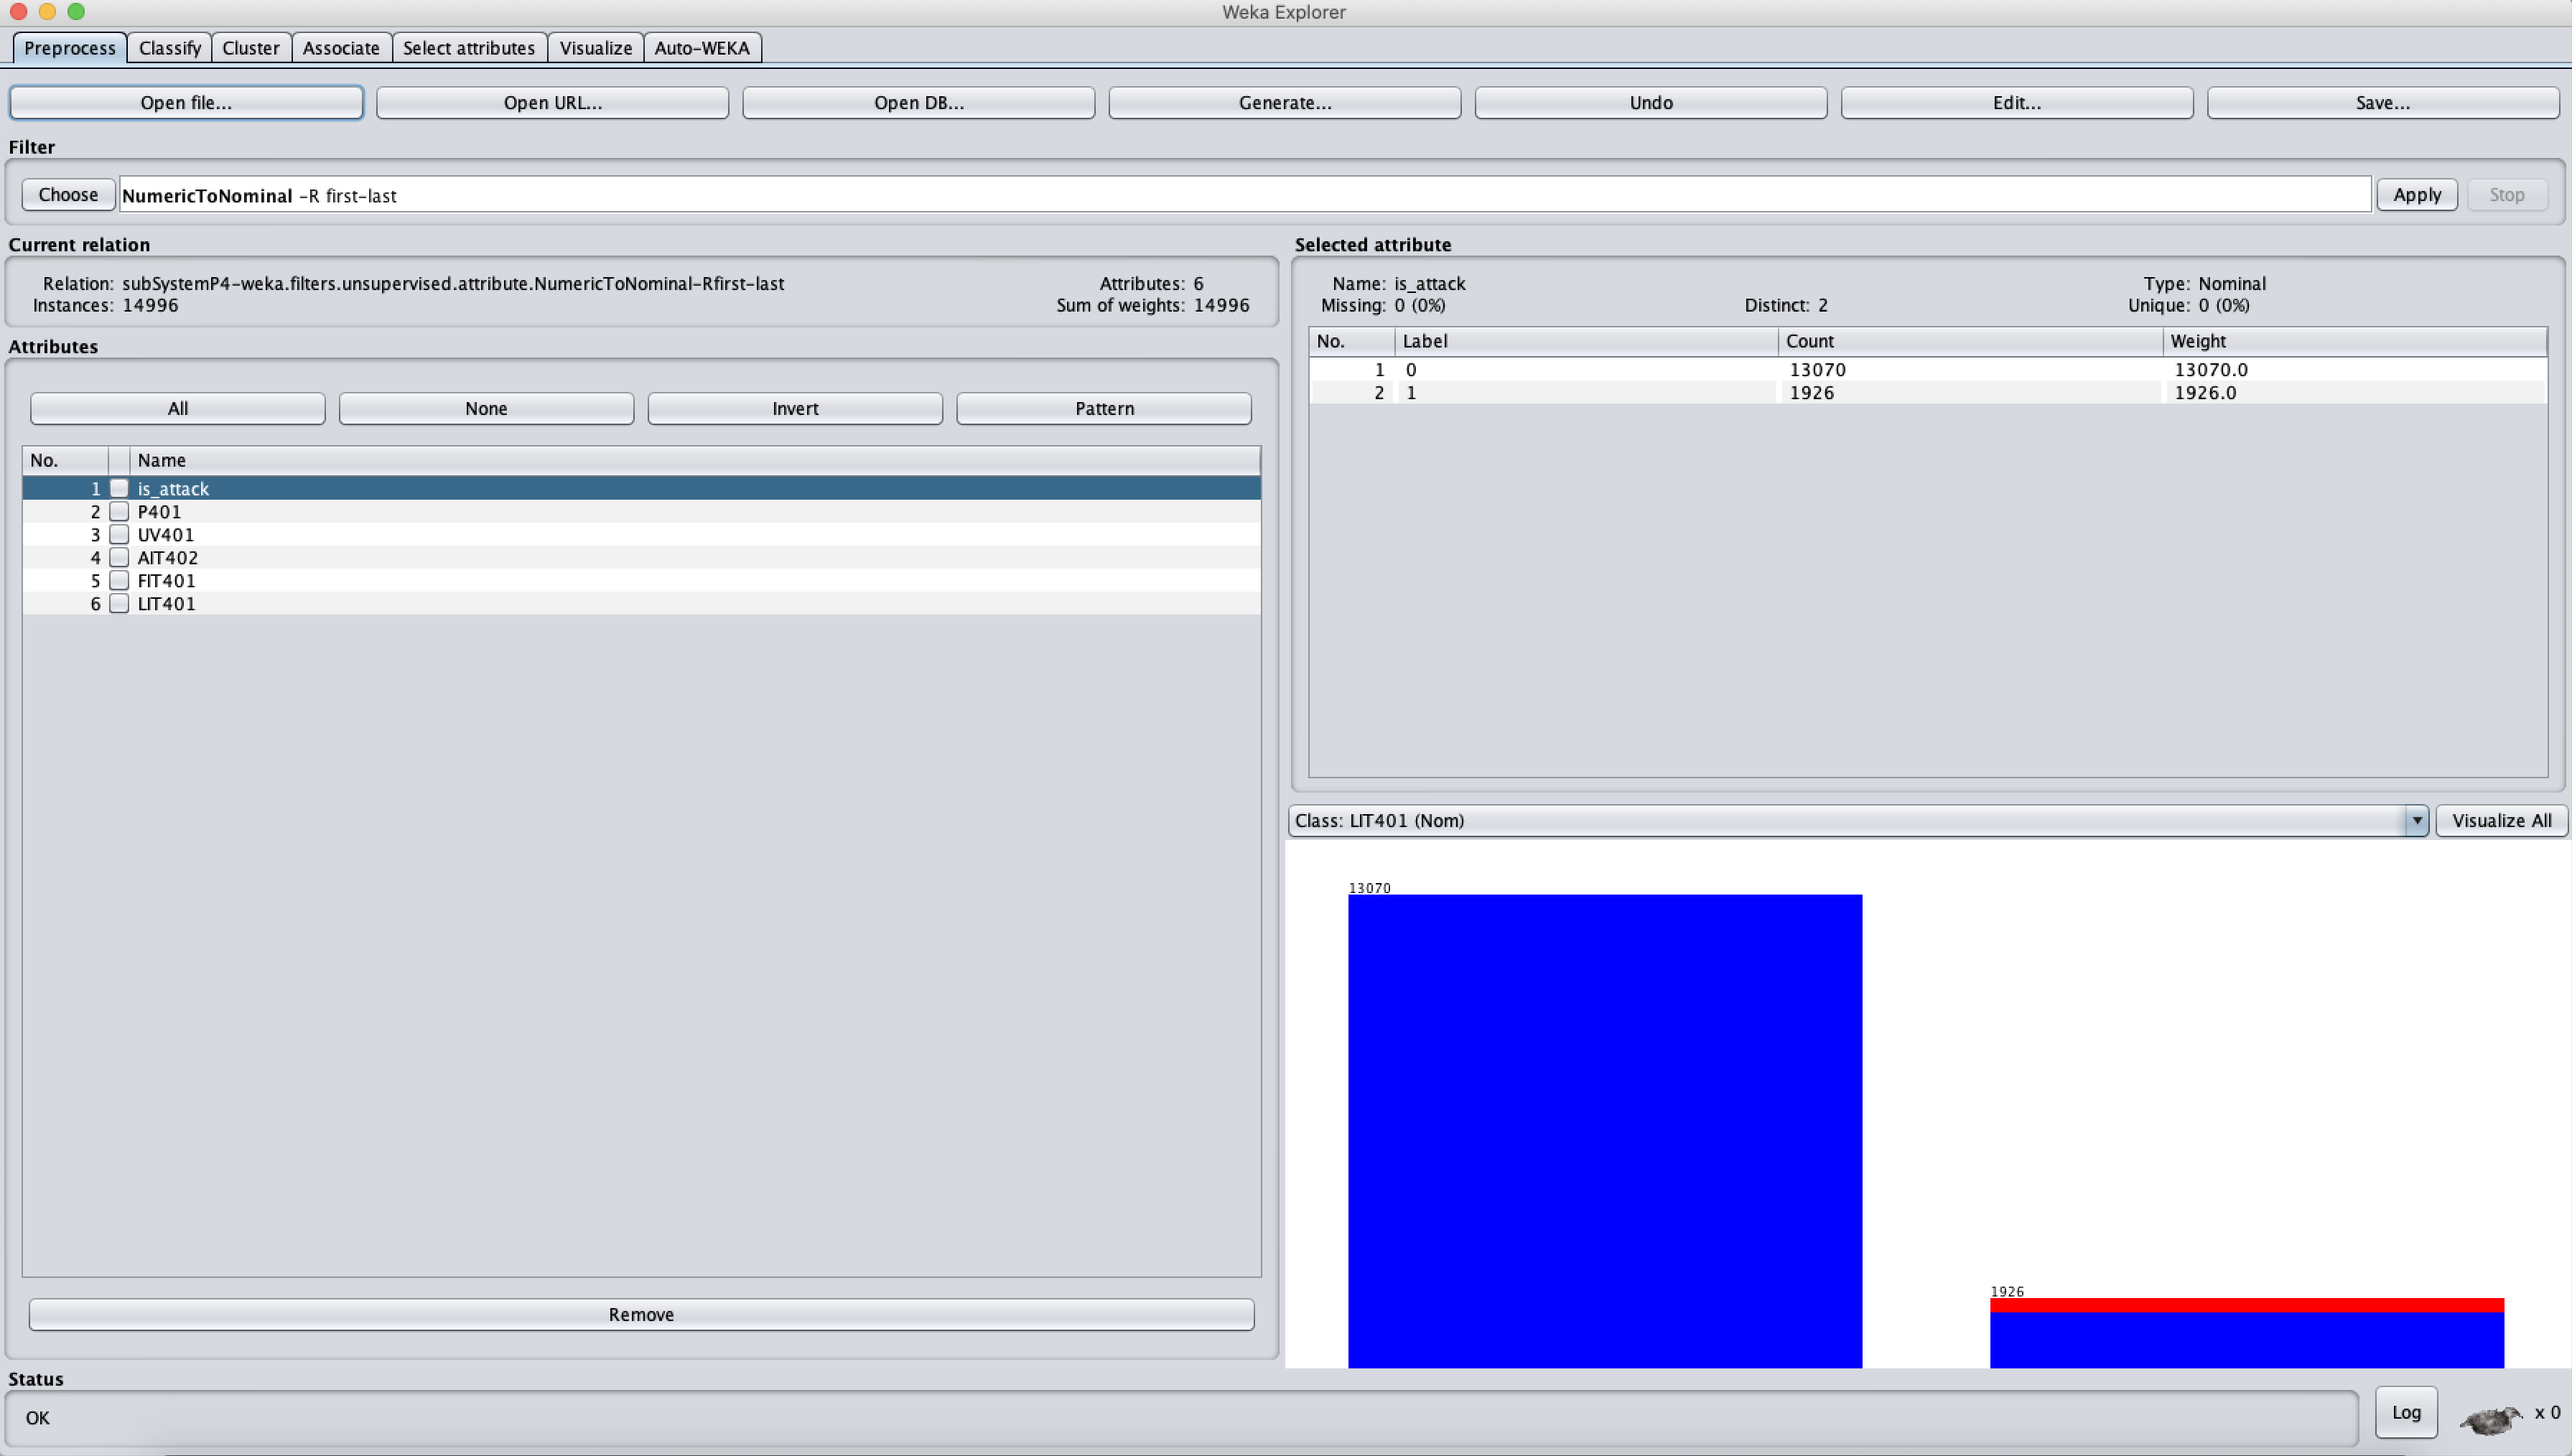 Weka Explorer
Preprocess Classify Cluster Associate Select attributes Visualize Auto-WEKA
Open file... Open URL... Open DB... Generate... Undo Edit... Save...
Filter
Choose NumericToNominal -R first-last Apply Stop
Current relation
Relation: subSystemP4-weka.filters.unsupervised.attribute.NumericToNominal-Rfirst-last Attributes: 6
Instances: 14996 Sum of weights: 14996
Attributes
All None Invert Pattern
No. Name
1 is_attack
2 P401
3 UV401
4 AIT402
5 FIT401
6 LIT401
Remove
Selected attribute
Name: is_attack Type: Nominal
Missing: 0 (0%) Distinct: 2 Unique: 0 (0%)
No. Label Count Weight
1 0 13070 13070.0
2 1 1926 1926.0
Class: LIT401 (Nom) Visualize All
13070
1926
Status
OK Log x 0